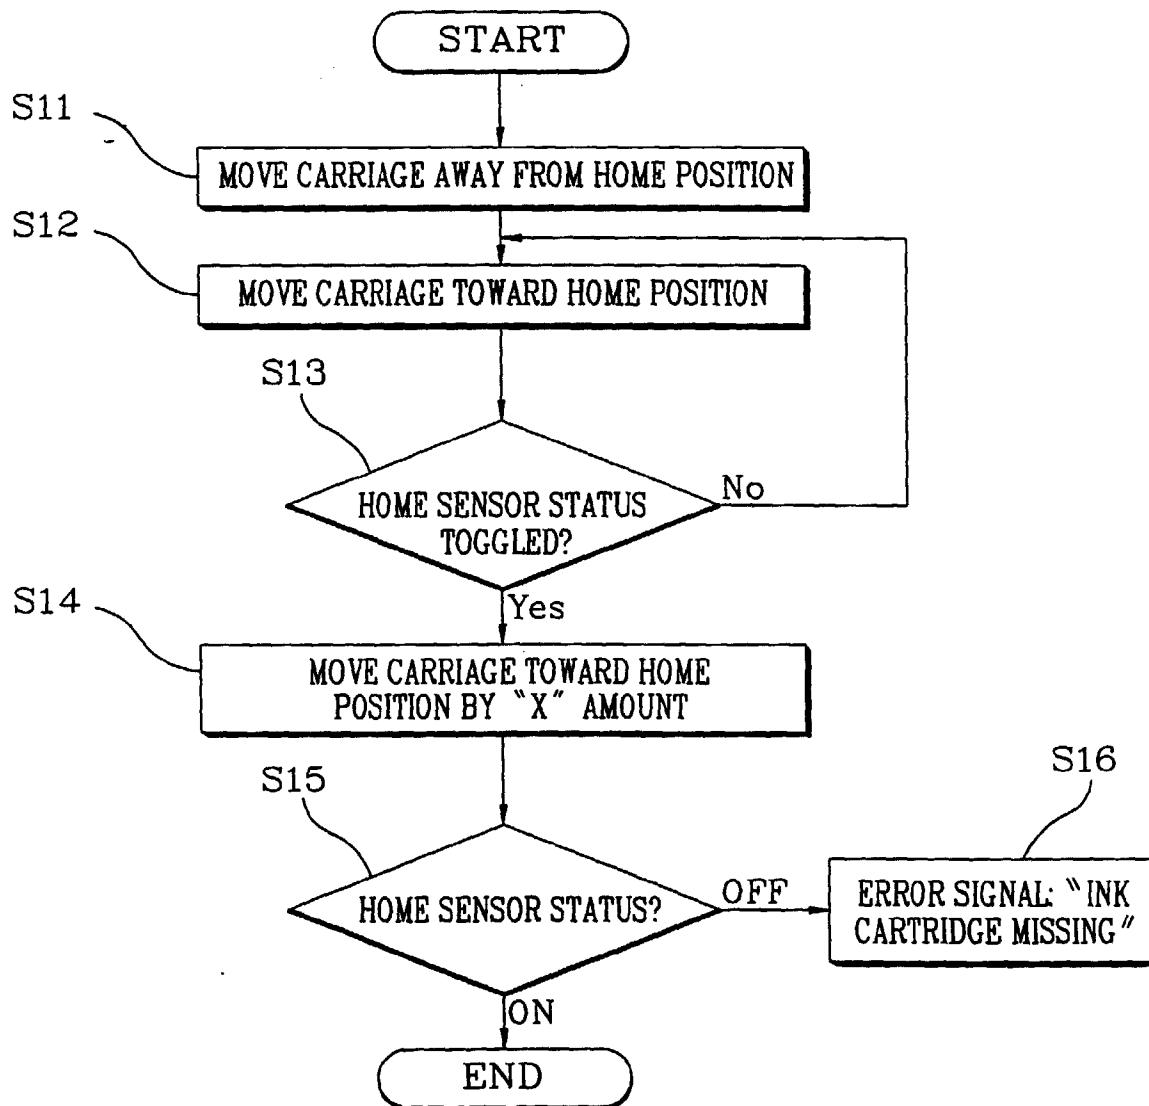 START
S11
MOVE CARRIAGE AWAY FROM HOME POSITION
S12
MOVE CARRIAGE TOWARD HOME POSITION
S13
HOME SENSOR STATUS
TOGGLED?
No
Yes
S14
MOVE CARRIAGE TOWARD HOME
POSITION BY "X" AMOUNT
S15
HOME SENSOR STATUS?
OFF
S16
ERROR SIGNAL: "INK
CARTRIDGE MISSING"
ON
END